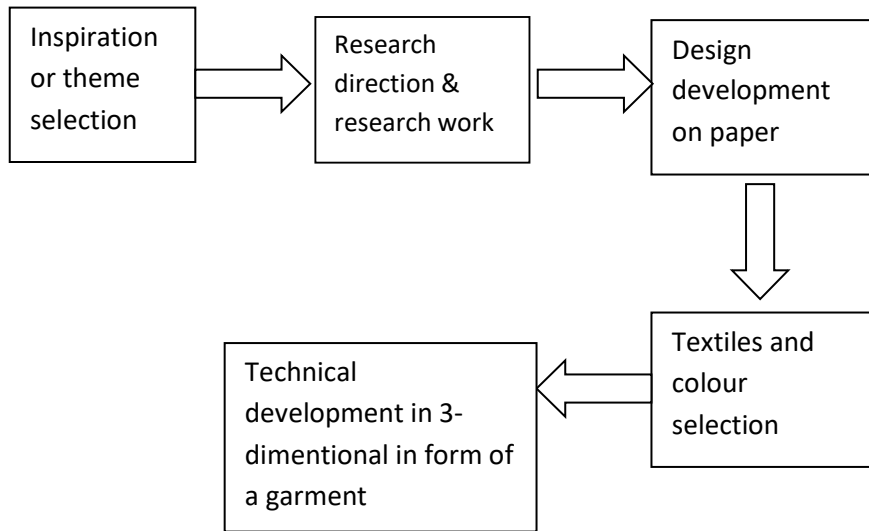 Inspiration
or theme
selection
Research
direction &
research work
Design
development
on paper
Textiles and
colour
selection
Technical
development in 3-
dimentional in form of
a garment